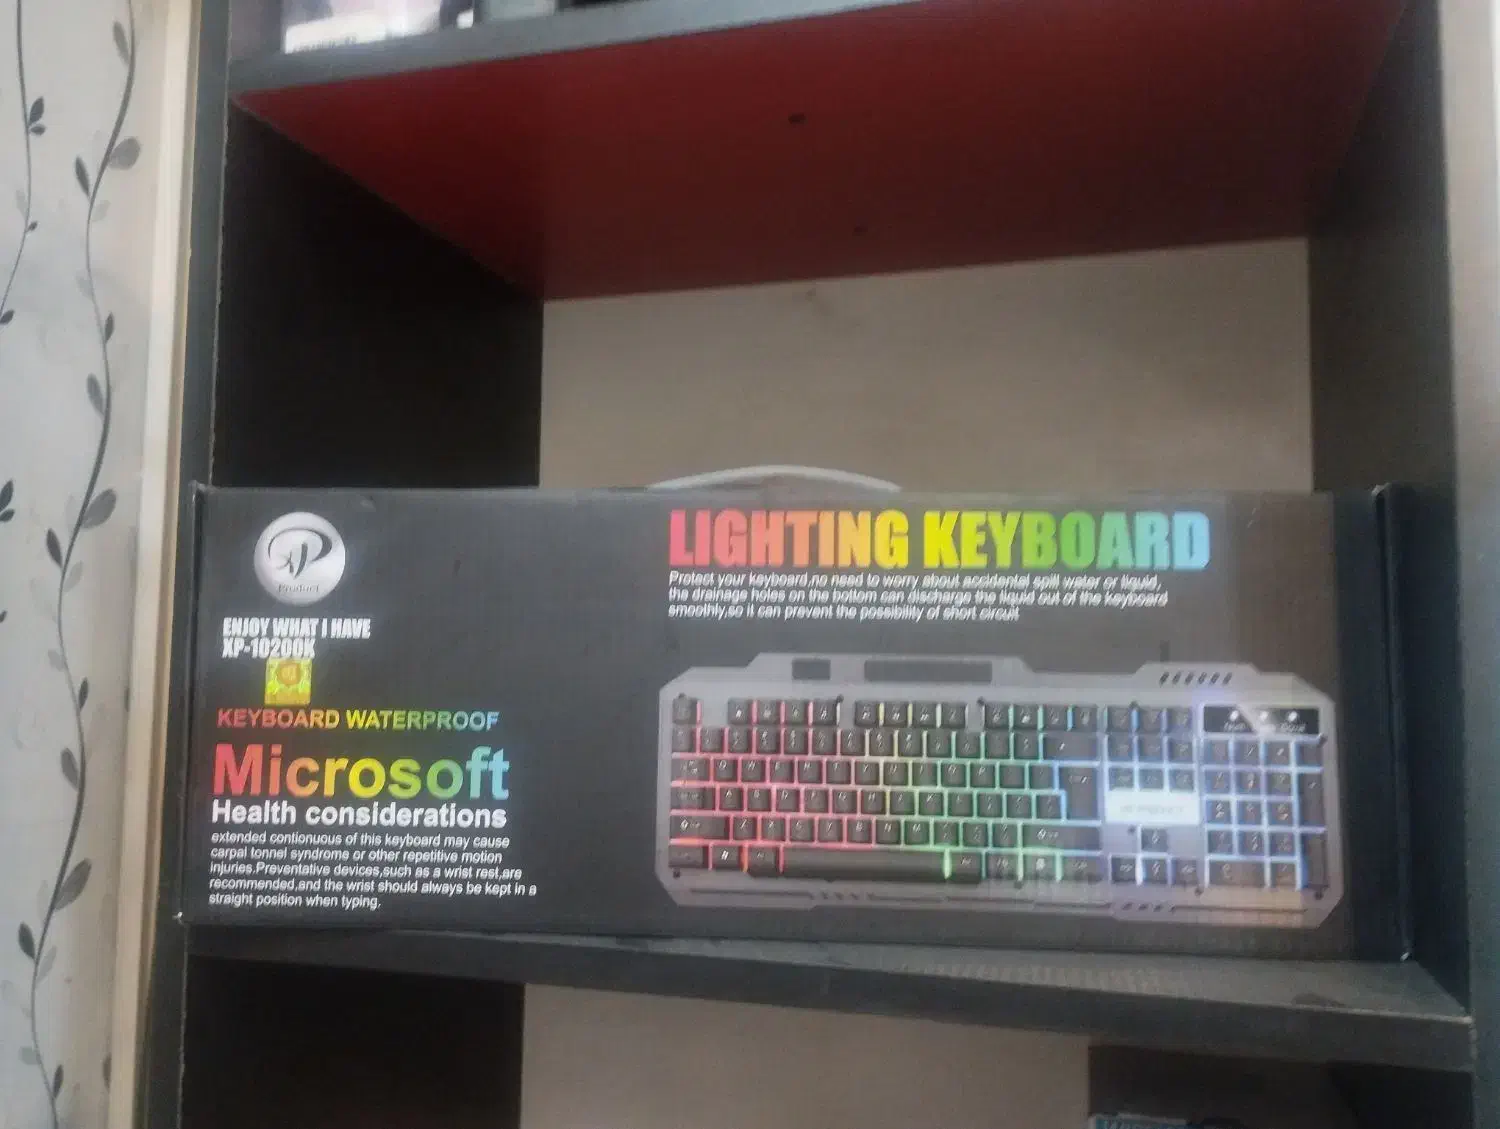 XP
Product
ENJOY WHAT I HAVE
XP-10200K
KEYBOARD WATERPROOF
Microsoft
Health considerations
extended contionuous of this keyboard may cause
carpal tonnel syndrome or other repetitive motion
injuries.Preventative devices,such as a wrist rest,are
recommended,and the wrist should always be kept in a
straight position when typing.
LIGHTING KEYBOARD
Protect your keyboard,no need to worry about accidental spill water or liquid,
the drainage holes on the bottom can discharge the liquid out of the keyboard
smoothly,so it can prevent the possibility of short circuit